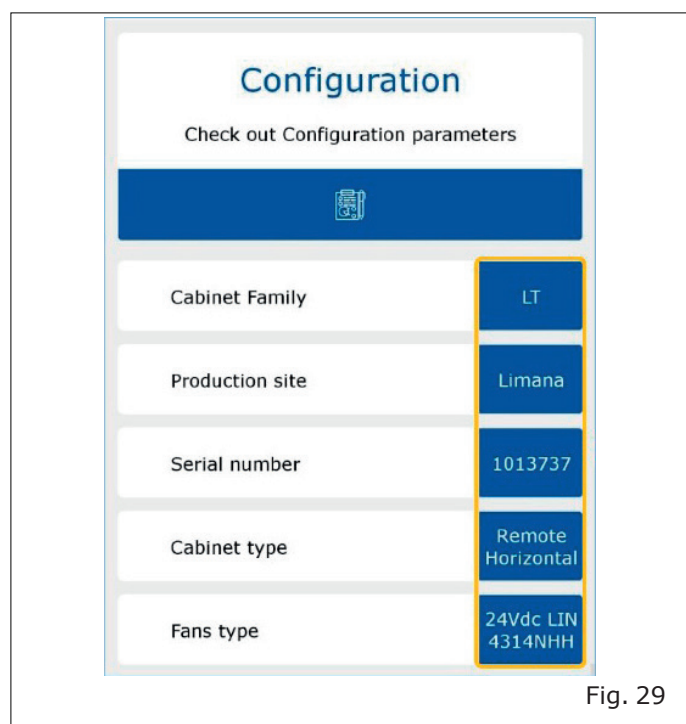 Configuration
Check out Configuration parameters
Cabinet Family
LT
Production site
Limana
Serial number
1013737
Cabinet type
Remote
Horizontal
Fans type
24Vdc LIN
4314NHH
Fig. 29